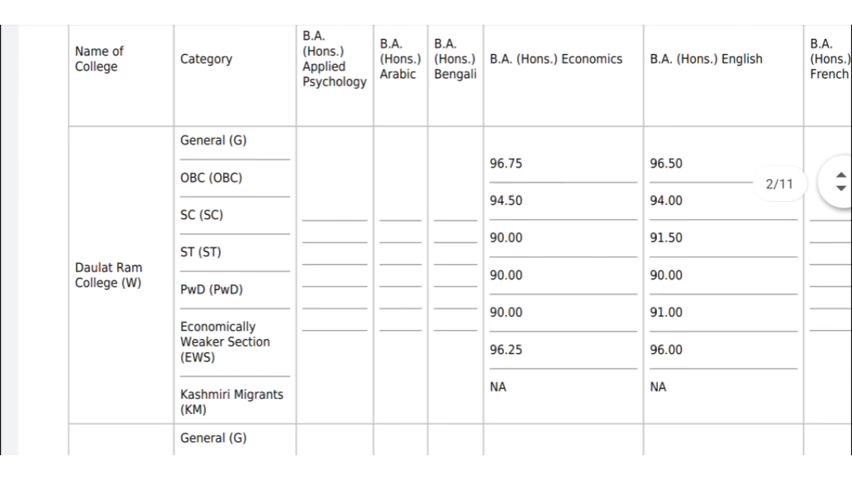 Name of
College
Category
B.A.
(Hons.)
Applied
Psychology
B.A.
(Hons.)
Arabic
B.A.
(Hons.)
Bengali
B.A. (Hons.) Economics
B.A. (Hons.) English
B.A.
(Hons.)
French
Daulat Ram
College (W)
General (G)
OBC (OBC)
SC (SC)
ST (ST)
PwD (PwD)
Economically
Weaker Section
(EWS)
Kashmiri Migrants
(KM)
96.75
94.50
90.00
90.00
90.00
96.25
NA
96.50
94.00
91.50
90.00
91.00
96.00
NA
2/11
General (G)